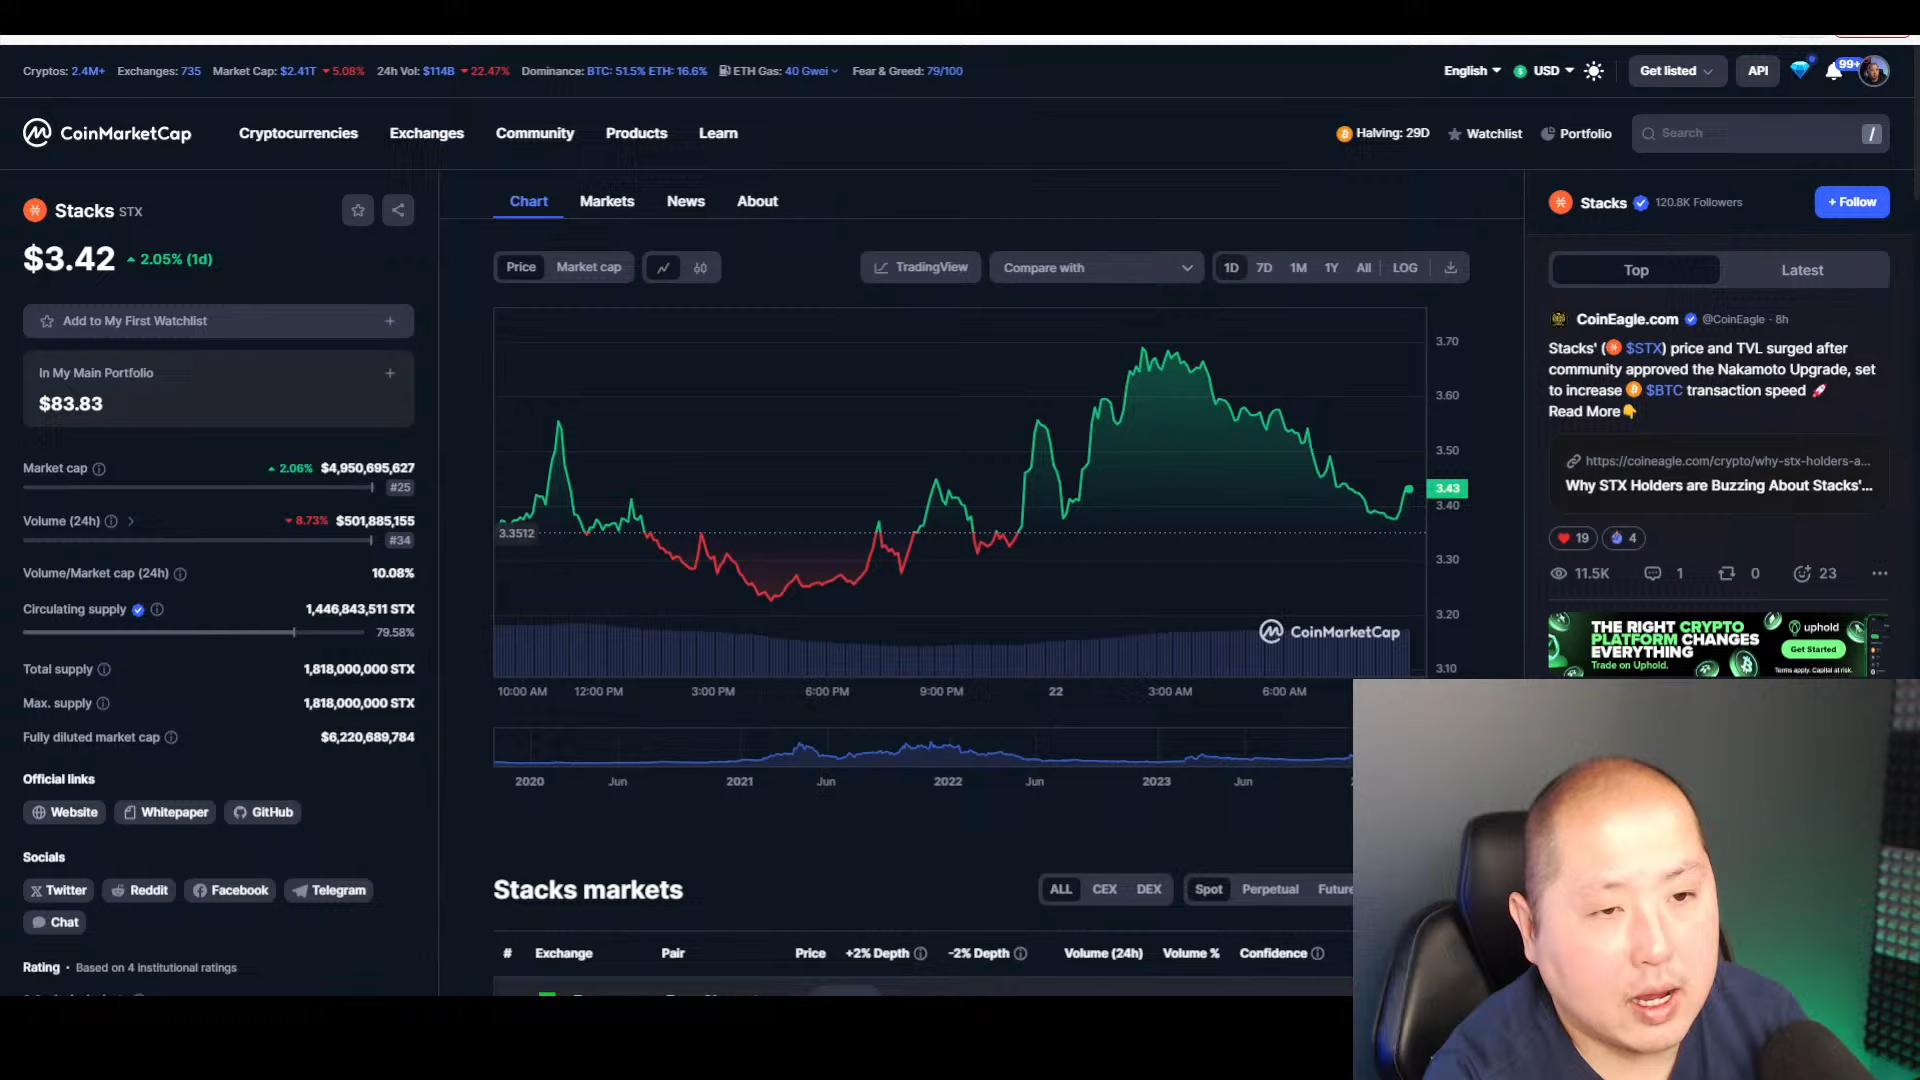 Cryptos: 2.4M+ Exchanges: 735 Market Cap: $2.41T 5.08% 24h Vol: $114B 22.47% Dominance: BTC: 51.5% ETH: 16.6% ETH Gas: 40 Gwei Fear & Greed: 79/100
English USD Get listed API 99+
CoinMarketCap Cryptocurrencies Exchanges Community Products Learn
Halving: 29D Watchlist Portfolio Search /
Stacks STX
$3.42 2.05% (1d)
Add to My First Watchlist +
In My Main Portfolio +
$83.83
Market cap 2.06% $4,950,695,627
#25
Volume (24h) 8.73% $501,885,155
#34
Volume/Market cap (24h) 10.08%
Circulating supply 1,446,843,511 STX
79.58%
Total supply 1,818,000,000 STX
Max. supply 1,818,000,000 STX
Fully diluted market cap $6,220,689,784
Official links
Website Whitepaper GitHub
Socials
Twitter Reddit Facebook Telegram
Chat
Rating • Based on 4 institutional ratings
Chart Markets News About
Price Market cap TradingView Compare with 1D 7D 1M 1Y All LOG
3.70
3.60
3.50
3.43
3.40
3.3512
3.30
3.20
3.10
CoinMarketCap
10:00 AM 12:00 PM 3:00 PM 6:00 PM 9:00 PM 22 3:00 AM 6:00 AM
2020 Jun 2021 Jun 2022 Jun 2023 Jun
Stacks markets
ALL CEX DEX Spot Perpetual Future
# Exchange Pair Price +2% Depth -2% Depth Volume (24h) Volume % Confidence
Stacks 120.8K Followers + Follow
Top Latest
CoinEagle.com @CoinEagle · 8h
Stacks' ( $STX) price and TVL surged after
community approved the Nakamoto Upgrade, set
to increase $BTC transaction speed
Read More
https://coineagle.com/crypto/why-stx-holders-a...
Why STX Holders are Buzzing About Stacks'...
19 4
11.5K 1 0 23 ...
THE RIGHT CRYPTO
PLATFORM CHANGES
EVERYTHING
Trade on Uphold.
uphold
Get Started
Terms apply. Capital at risk.